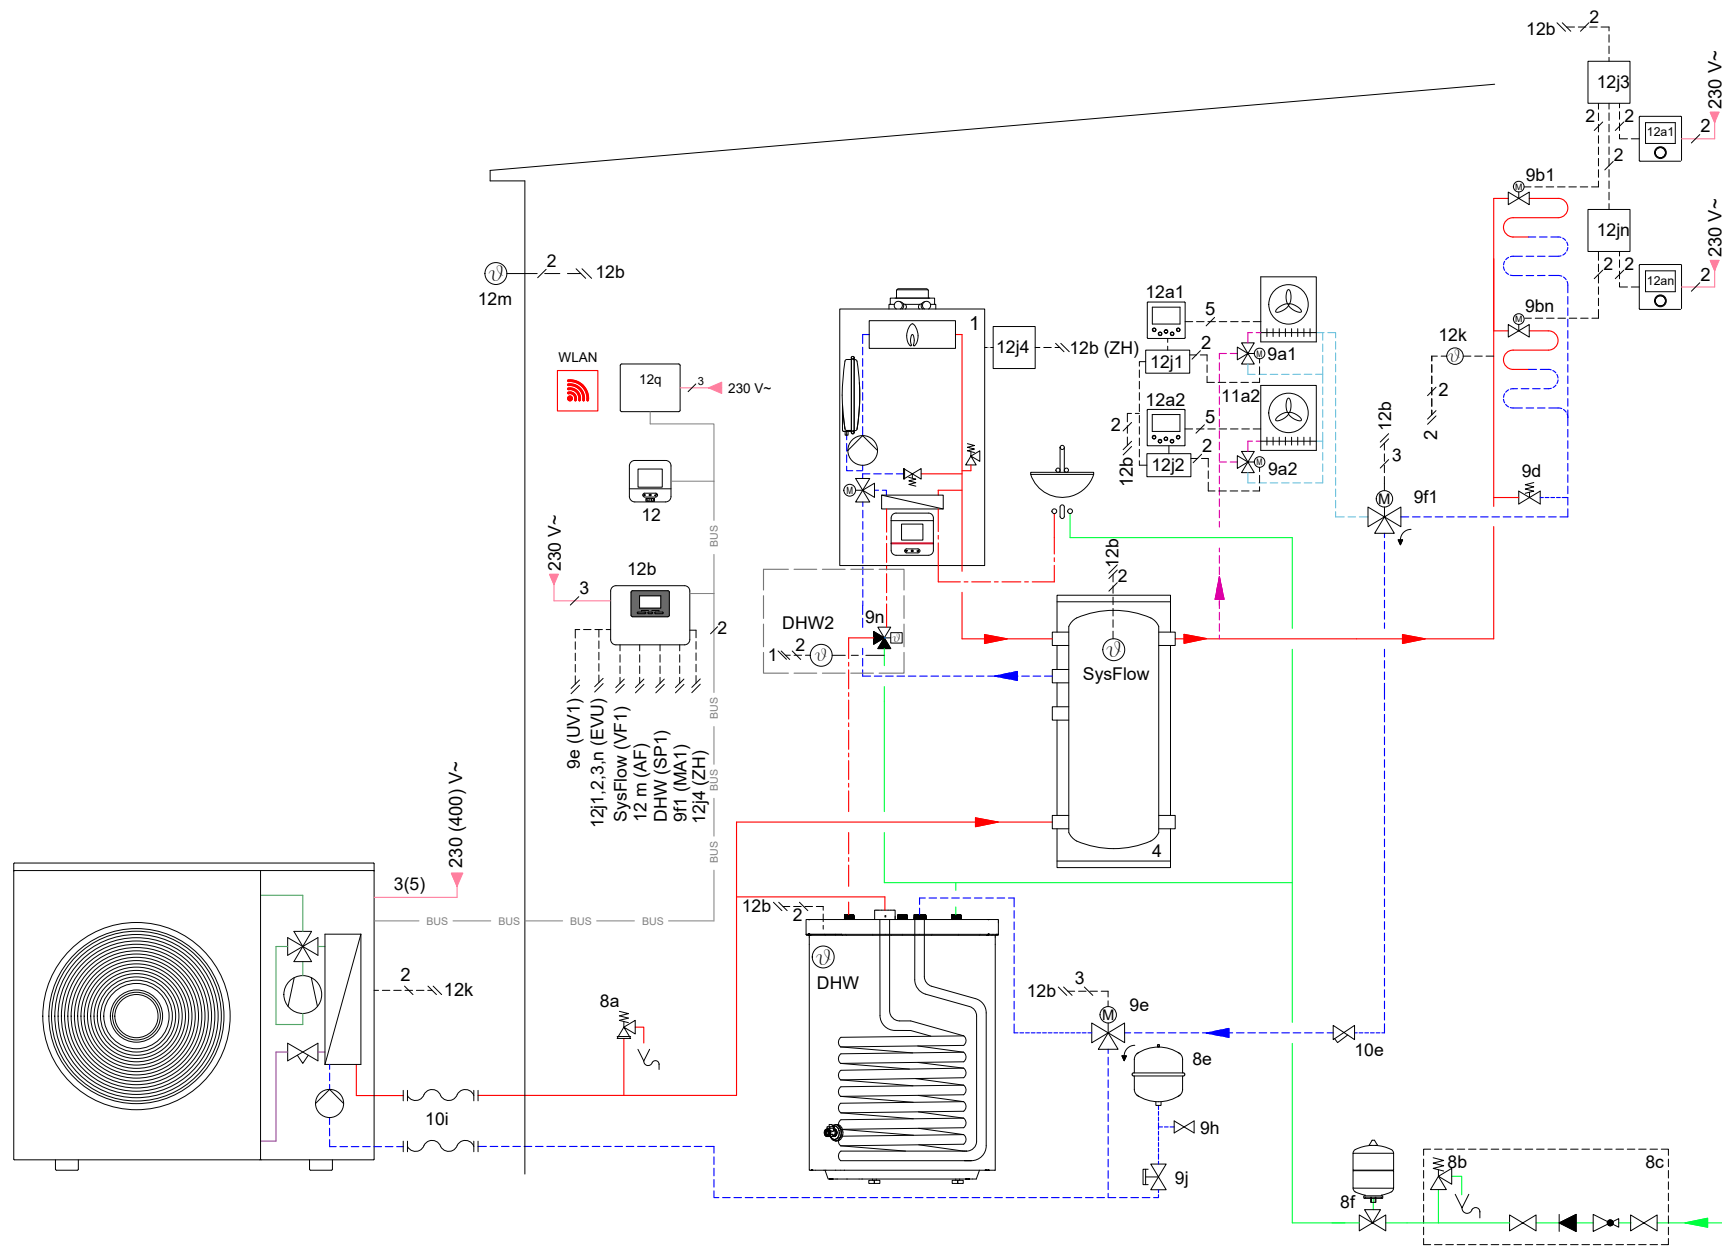 12b
2
12j3
230 V~
2
2
12a1
2
2
9b1
12jn
230 V~
2
2
12an
2
9bn
12k
2
2
12m
2
12b
WLAN
12q
3
230 V~
12
BUS
230 V~
3
12b
2
9e (UV1)
12j1,2,3,n (EVU)
SysFlow (VF1)
12 m (AF)
DHW (SP1)
9f1 (MA1)
12j4 (ZH)
BUS
BUS
BUS
1
12j4
12b (ZH)
M
12a1
5
12j1
2
9a1
M
11a2
12a2
5
2
12b
12j2
2
9a2
M
12b
3
M
9f1
9d
M
M
DHW2
9n
1
2
12b
2
SysFlow
4
230 (400) V~
3(5)
BUS
BUS
BUS
BUS
2
12k
8a
10i
12b
2
DHW
12b
3
M
9e
8e
9h
9j
10e
8f
8b
8c